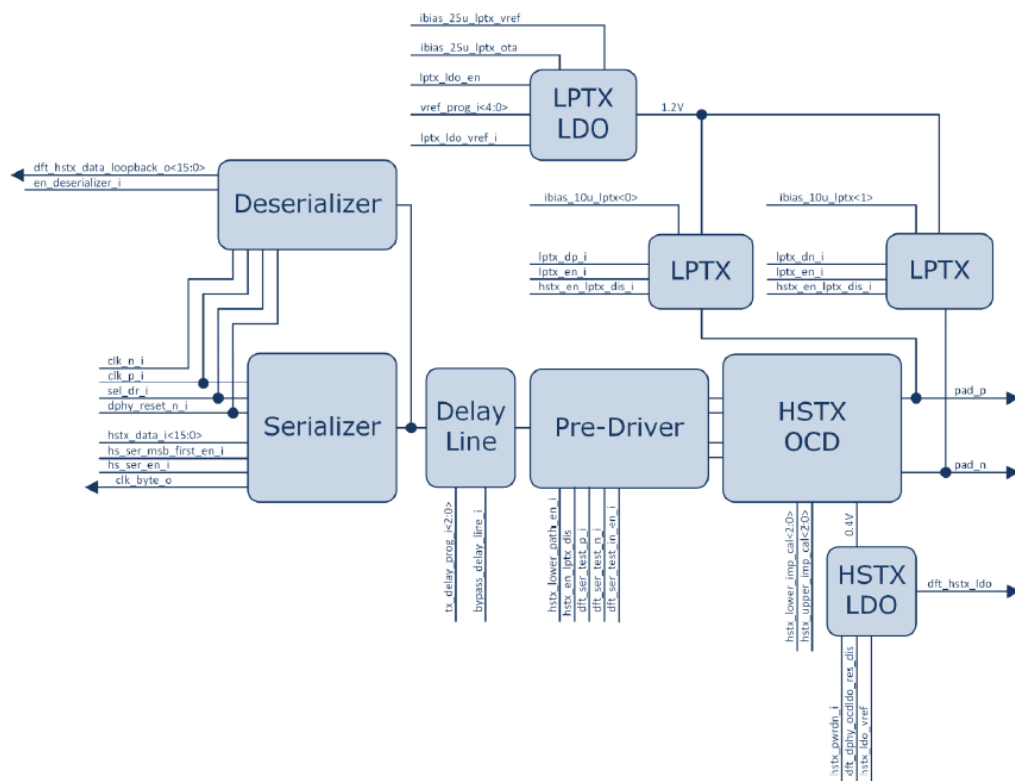 ibias_25u_lptx_vref
ibias_25u_lptx_ota
lptx_ldo_en
vref_prog_i<4:0>
lptx_ldo_vref_i
LPTX
LDO
1.2V
dft_hstx_data_loopback_o<15:0>
en_deserializer_i
Deserializer
ibias_10u_lptx<0>
lptx_dp_i
lptx_en_i
hstx_en_lptx_dis_i
LPTX
ibias_10u_lptx<1>
lptx_dn_i
lptx_en_i
hstx_en_lptx_dis_i
LPTX
clk_n_i
clk_p_i
sel_dr_i
dphy_reset_n_i
hstx_data_i<15:0>
hs_ser_msb_first_en_i
hs_ser_en_i
clk_byte_o
Serializer
Delay
Line
Pre-Driver
HSTX
OCD
pad_p
pad_n
tx_delay_prog_i<2:0>
bypass_delay_line_i
hstx_lower_path_en_i
hstx_en_lptx_dis
dft_ser_test_p_i
dft_ser_test_n_i
dft_ser_test_in_en_i
hstx_lower_imp_cal<2:0>
hstx_upper_imp_cal<2:0>
0.4V
HSTX
LDO
dft_hstx_ldo
hstx_pwrdn_i
dft_dphy_ocdldo_res_dis
hstx_ldo_vref